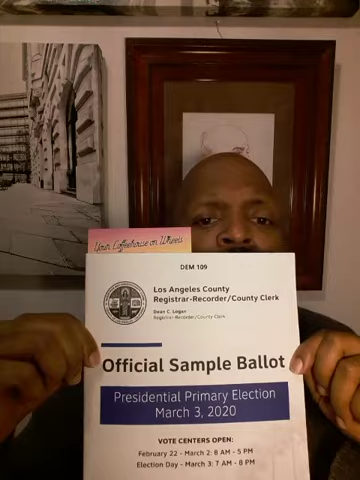 Your Coffeehouse on Wheels
DEM 109
Los Angeles County
Registrar-Recorder/County Clerk
Dean C. Logan
Registrar-Recorder/County Clerk
Official Sample Ballot
Presidential Primary Election
March 3, 2020
VOTE CENTERS OPEN:
February 22 - March 2: 8 AM - 5 PM
Election Day - March 3: 7 AM - 8 PM